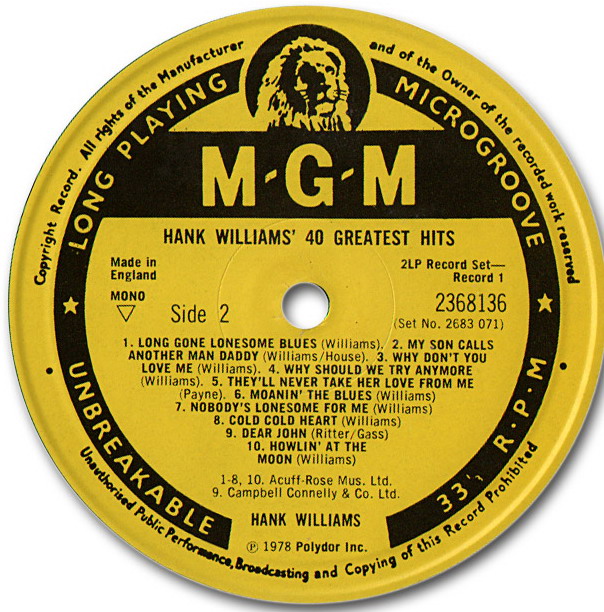 Copyright Record. All rights of the Manufacturer and of the Owner of the recorded work reserved
LONG PLAYING MICROGROOVE
M-G-M
HANK WILLIAMS' 40 GREATEST HITS
Made in
England
2LP Record Set—
Record 1
MONO
Side 2
2368136
(Set No. 2683 071)
1. LONG GONE LONESOME BLUES (Williams). 2. MY SON CALLS
ANOTHER MAN DADDY (Williams/House). 3. WHY DON'T YOU
LOVE ME (Williams). 4. WHY SHOULD WE TRY ANYMORE
(Williams). 5. THEY'LL NEVER TAKE HER LOVE FROM ME
(Payne). 6. MOANIN' THE BLUES (Williams)
7. NOBODY'S LONESOME FOR ME (Williams)
8. COLD COLD HEART (Williams)
9. DEAR JOHN (Ritter/Gass)
10. HOWLIN' AT THE
MOON (Williams)
1-8, 10. Acuff-Rose Mus. Ltd.
9. Campbell Connelly & Co. Ltd.
HANK WILLIAMS
℗ 1978 Polydor Inc.
UNBREAKABLE
33⅓ R·P·M
Unauthorised Public Performance, Broadcasting and Copying of this Record Prohibited